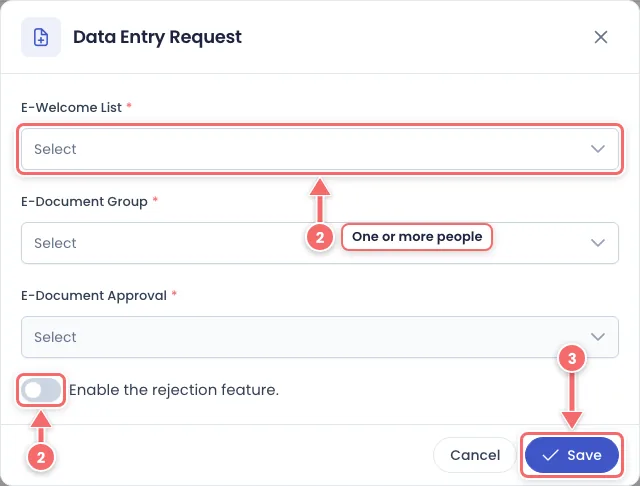 Data Entry Request
E-Welcome List *
Select
E-Document Group *
2 One or more people
Select
E-Document Approval *
Select
3
Enable the rejection feature.
2
Cancel
Save